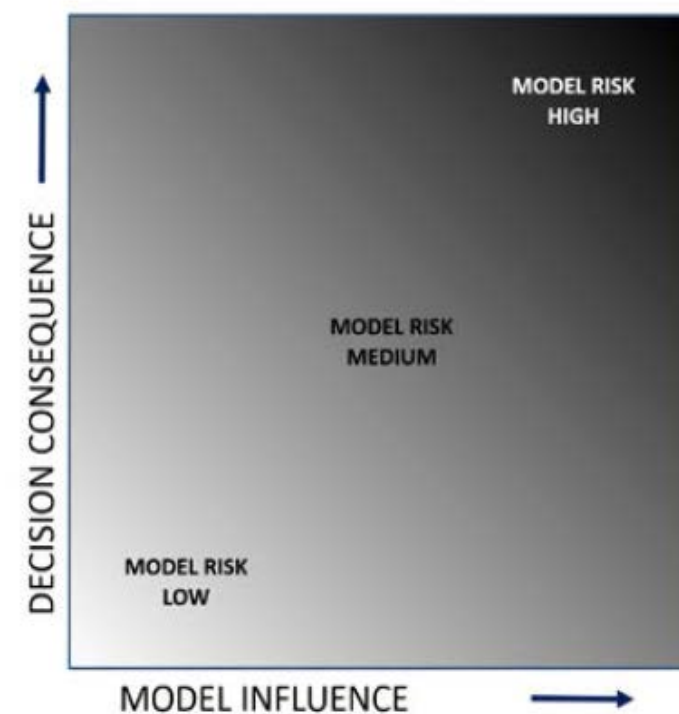 MODEL RISK
HIGH
DECISION CONSEQUENCE
MODEL RISK
MEDIUM
MODEL RISK
LOW
MODEL INFLUENCE